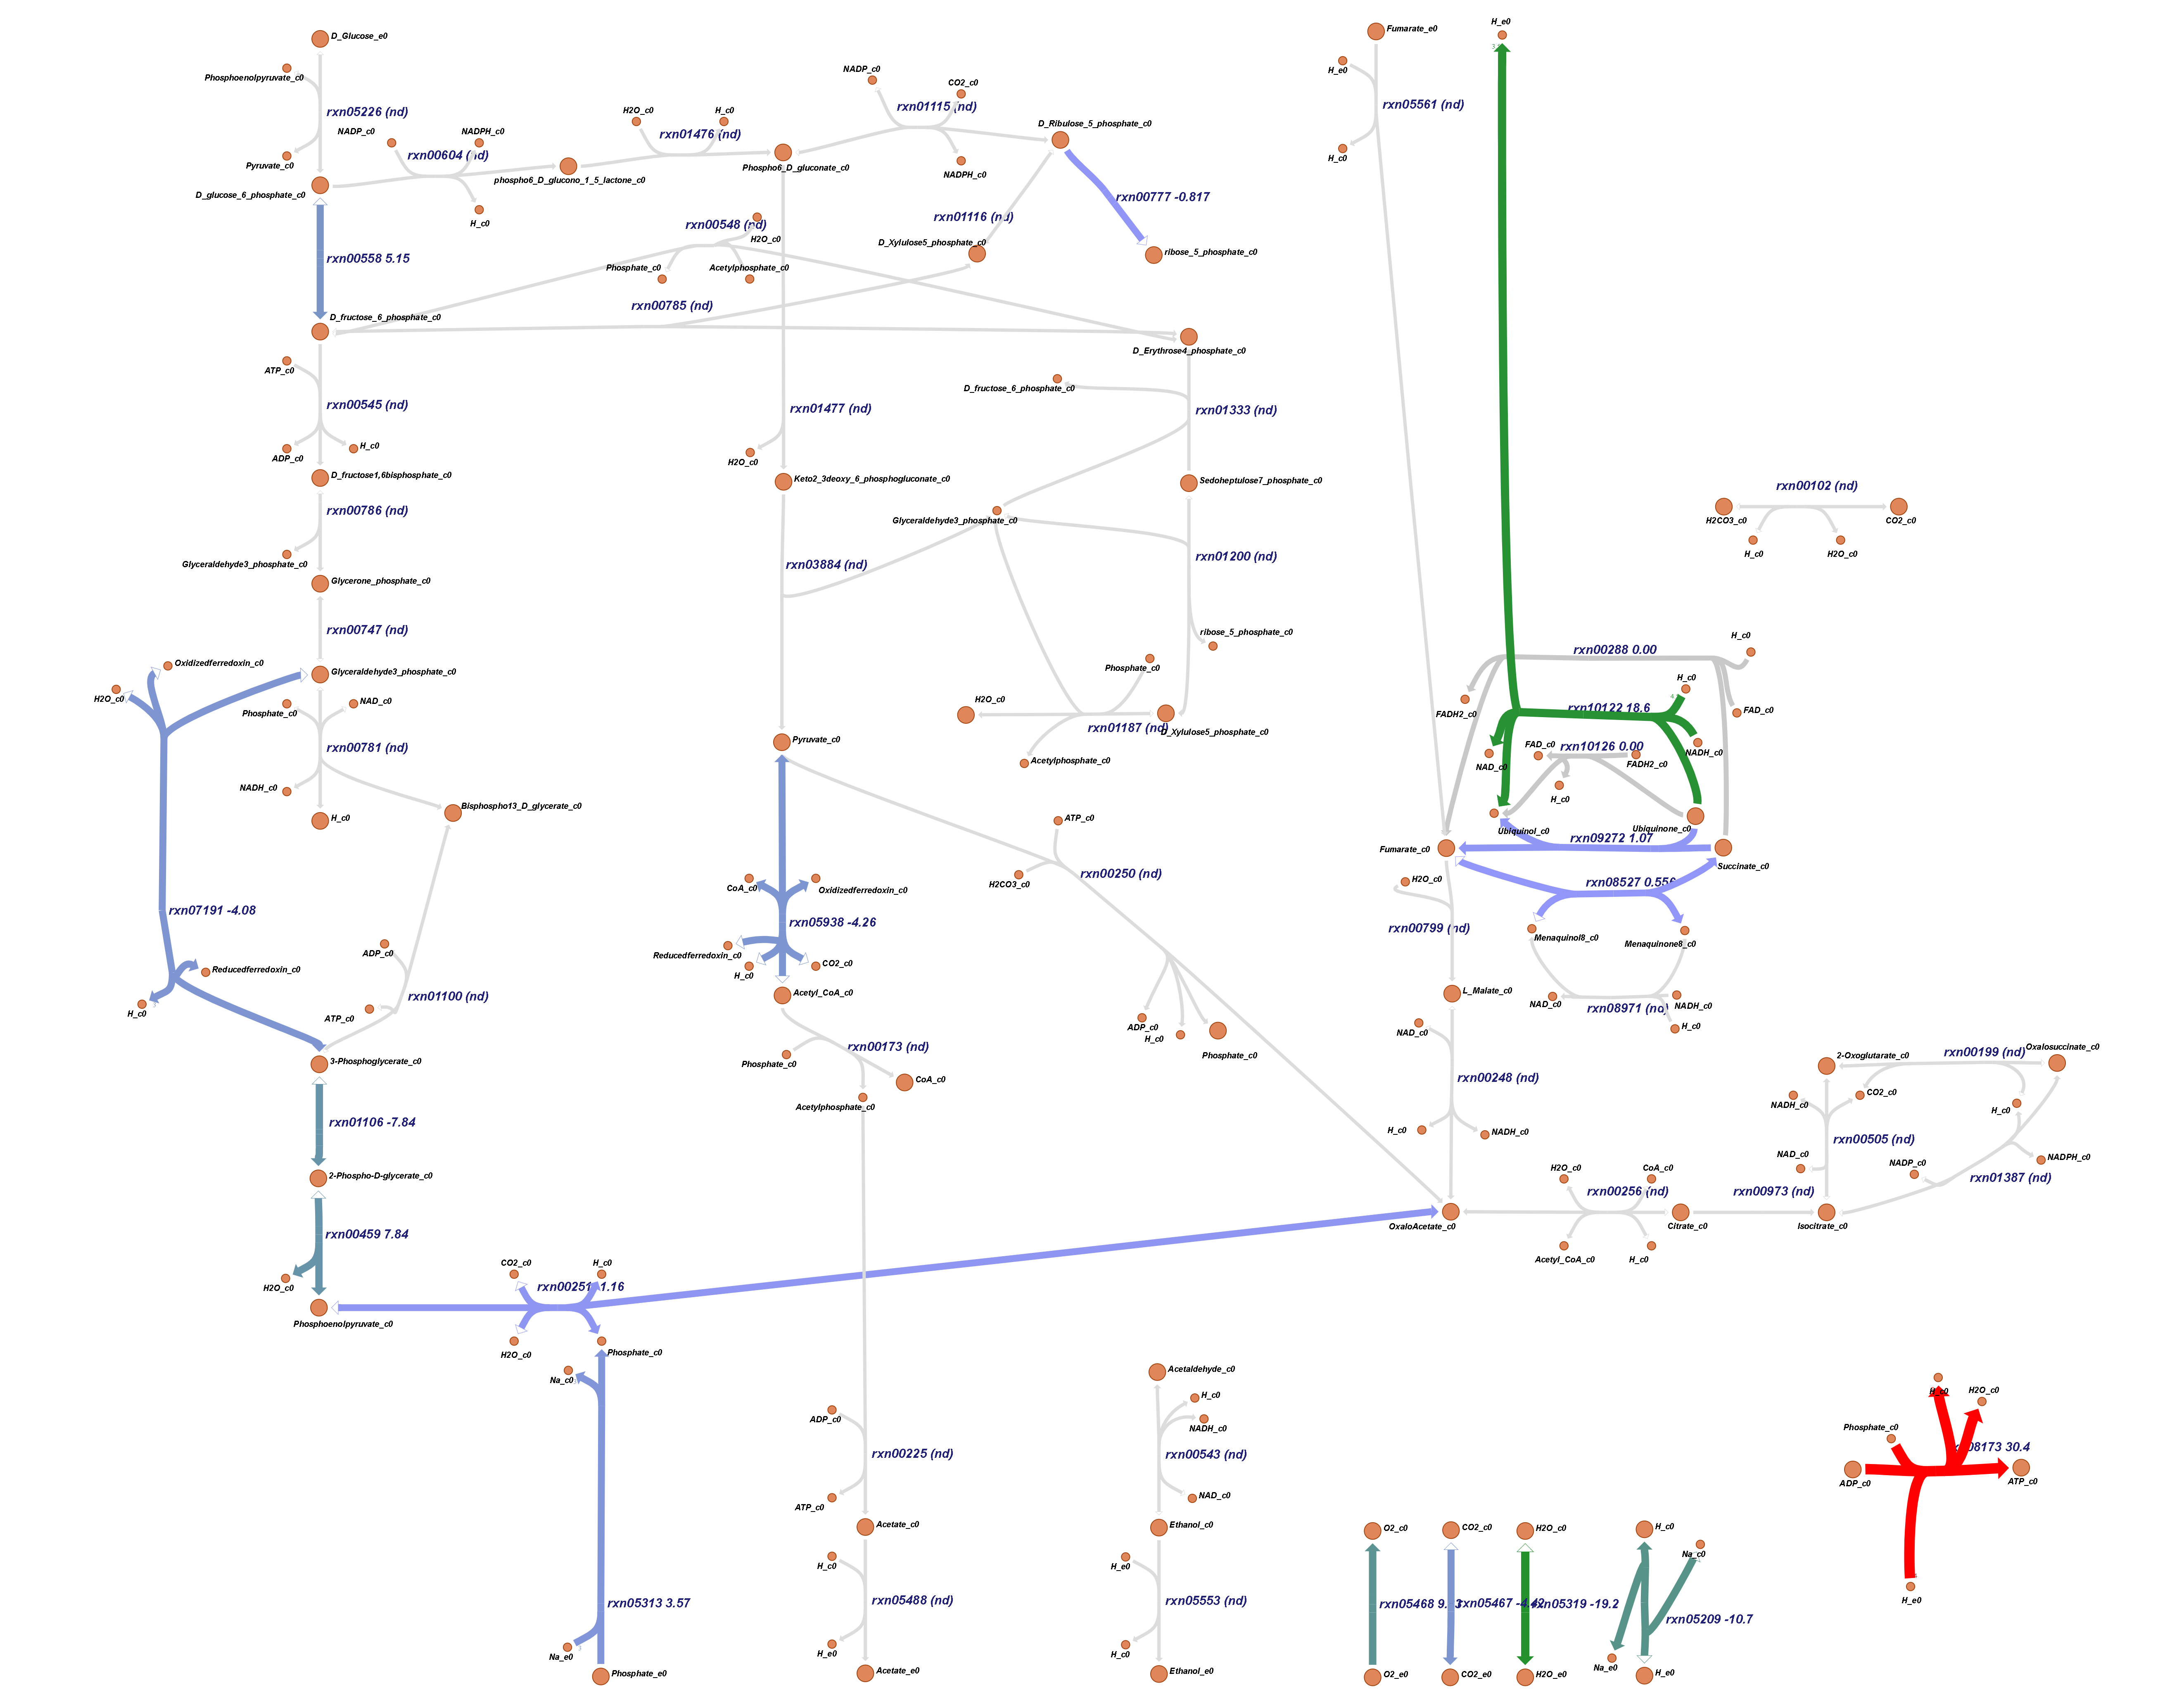 D_Glucose_e0
Phosphoenolpyruvate_c0
rxn05226 (nd)
Pyruvate_c0
D_glucose_6_phosphate_c0
NADP_c0
NADPH_c0
rxn00604 (nd)
H_c0
phospho6_D_glucono_1_5_lactone_c0
H2O_c0
H_c0
rxn01476 (nd)
Phospho6_D_gluconate_c0
NADP_c0
CO2_c0
rxn01115 (nd)
NADPH_c0
D_Ribulose_5_phosphate_c0
rxn00777 -0.817
ribose_5_phosphate_c0
rxn01116 (nd)
D_Xylulose5_phosphate_c0
rxn00548 (nd)
H2O_c0
Phosphate_c0
Acetylphosphate_c0
rxn00785 (nd)
rxn00558 5.15
D_fructose_6_phosphate_c0
ATP_c0
rxn00545 (nd)
ADP_c0
H_c0
D_fructose1,6bisphosphate_c0
rxn00786 (nd)
Glyceraldehyde3_phosphate_c0
Glycerone_phosphate_c0
rxn00747 (nd)
Oxidizedferredoxin_c0
H2O_c0
Glyceraldehyde3_phosphate_c0
Phosphate_c0
NAD_c0
rxn00781 (nd)
NADH_c0
H_c0
Bisphospho13_D_glycerate_c0
rxn07191 -4.08
ADP_c0
Reducedferredoxin_c0
rxn01100 (nd)
H_c0
ATP_c0
3-Phosphoglycerate_c0
rxn01106 -7.84
2-Phospho-D-glycerate_c0
rxn00459 7.84
H2O_c0
Phosphoenolpyruvate_c0
CO2_c0
H_c0
rxn00251 1.16
H2O_c0
Phosphate_c0
Na_c0
rxn05313 3.57
Na_e0
Phosphate_e0
D_Erythrose4_phosphate_c0
D_fructose_6_phosphate_c0
rxn01333 (nd)
rxn01477 (nd)
H2O_c0
Keto2_3deoxy_6_phosphogluconate_c0
Sedoheptulose7_phosphate_c0
Glyceraldehyde3_phosphate_c0
rxn03884 (nd)
rxn01200 (nd)
ribose_5_phosphate_c0
Phosphate_c0
H2O_c0
rxn01187 (nd)
D_Xylulose5_phosphate_c0
Acetylphosphate_c0
Pyruvate_c0
ATP_c0
H2CO3_c0
rxn00250 (nd)
CoA_c0
Oxidizedferredoxin_c0
rxn05938 -4.26
Reducedferredoxin_c0
H_c0
CO2_c0
Acetyl_CoA_c0
ADP_c0
H_c0
Phosphate_c0
rxn00173 (nd)
Phosphate_c0
CoA_c0
Acetylphosphate_c0
ADP_c0
rxn00225 (nd)
ATP_c0
Acetate_c0
H_c0
rxn05488 (nd)
H_e0
Acetate_e0
Acetaldehyde_c0
H_c0
NADH_c0
rxn00543 (nd)
NAD_c0
Ethanol_c0
H_e0
rxn05553 (nd)
H_c0
Ethanol_e0
Fumarate_e0
H_e0
rxn05561 (nd)
H_c0
H_e0
3
rxn00102 (nd)
H2CO3_c0
CO2_c0
H_c0
H2O_c0
H_c0
rxn00288 0.00
H_c0
FADH2_c0
FAD_c0
4
rxn10122 18.6
NAD_c0
NADH_c0
FAD_c0
rxn10126 0.00
FADH2_c0
H_c0
Ubiquinol_c0
Ubiquinone_c0
rxn09272 1.07
Fumarate_c0
Succinate_c0
rxn08527 0.556
H2O_c0
rxn00799 (nd)
Menaquinol8_c0
Menaquinone8_c0
L_Malate_c0
NAD_c0
NADH_c0
rxn08971 (nd)
H_c0
NAD_c0
rxn00248 (nd)
H_c0
NADH_c0
OxaloAcetate_c0
H2O_c0
CoA_c0
rxn00256 (nd)
Acetyl_CoA_c0
H_c0
Citrate_c0
rxn00973 (nd)
Isocitrate_c0
2-Oxoglutarate_c0
rxn00199 (nd)
Oxalosuccinate_c0
NADH_c0
CO2_c0
H_c0
rxn00505 (nd)
NAD_c0
NADP_c0
NADPH_c0
rxn01387 (nd)
O2_c0
CO2_c0
H2O_c0
H_c0
Na_c0
rxn05467 -4.42
rxn05319 -19.2
rxn05209 -10.7
O2_e0
CO2_e0
H2O_e0
Na_e0
H_e0
H_c0
H2O_c0
Phosphate_c0
30.4
ADP_c0
ATP_c0
H_e0